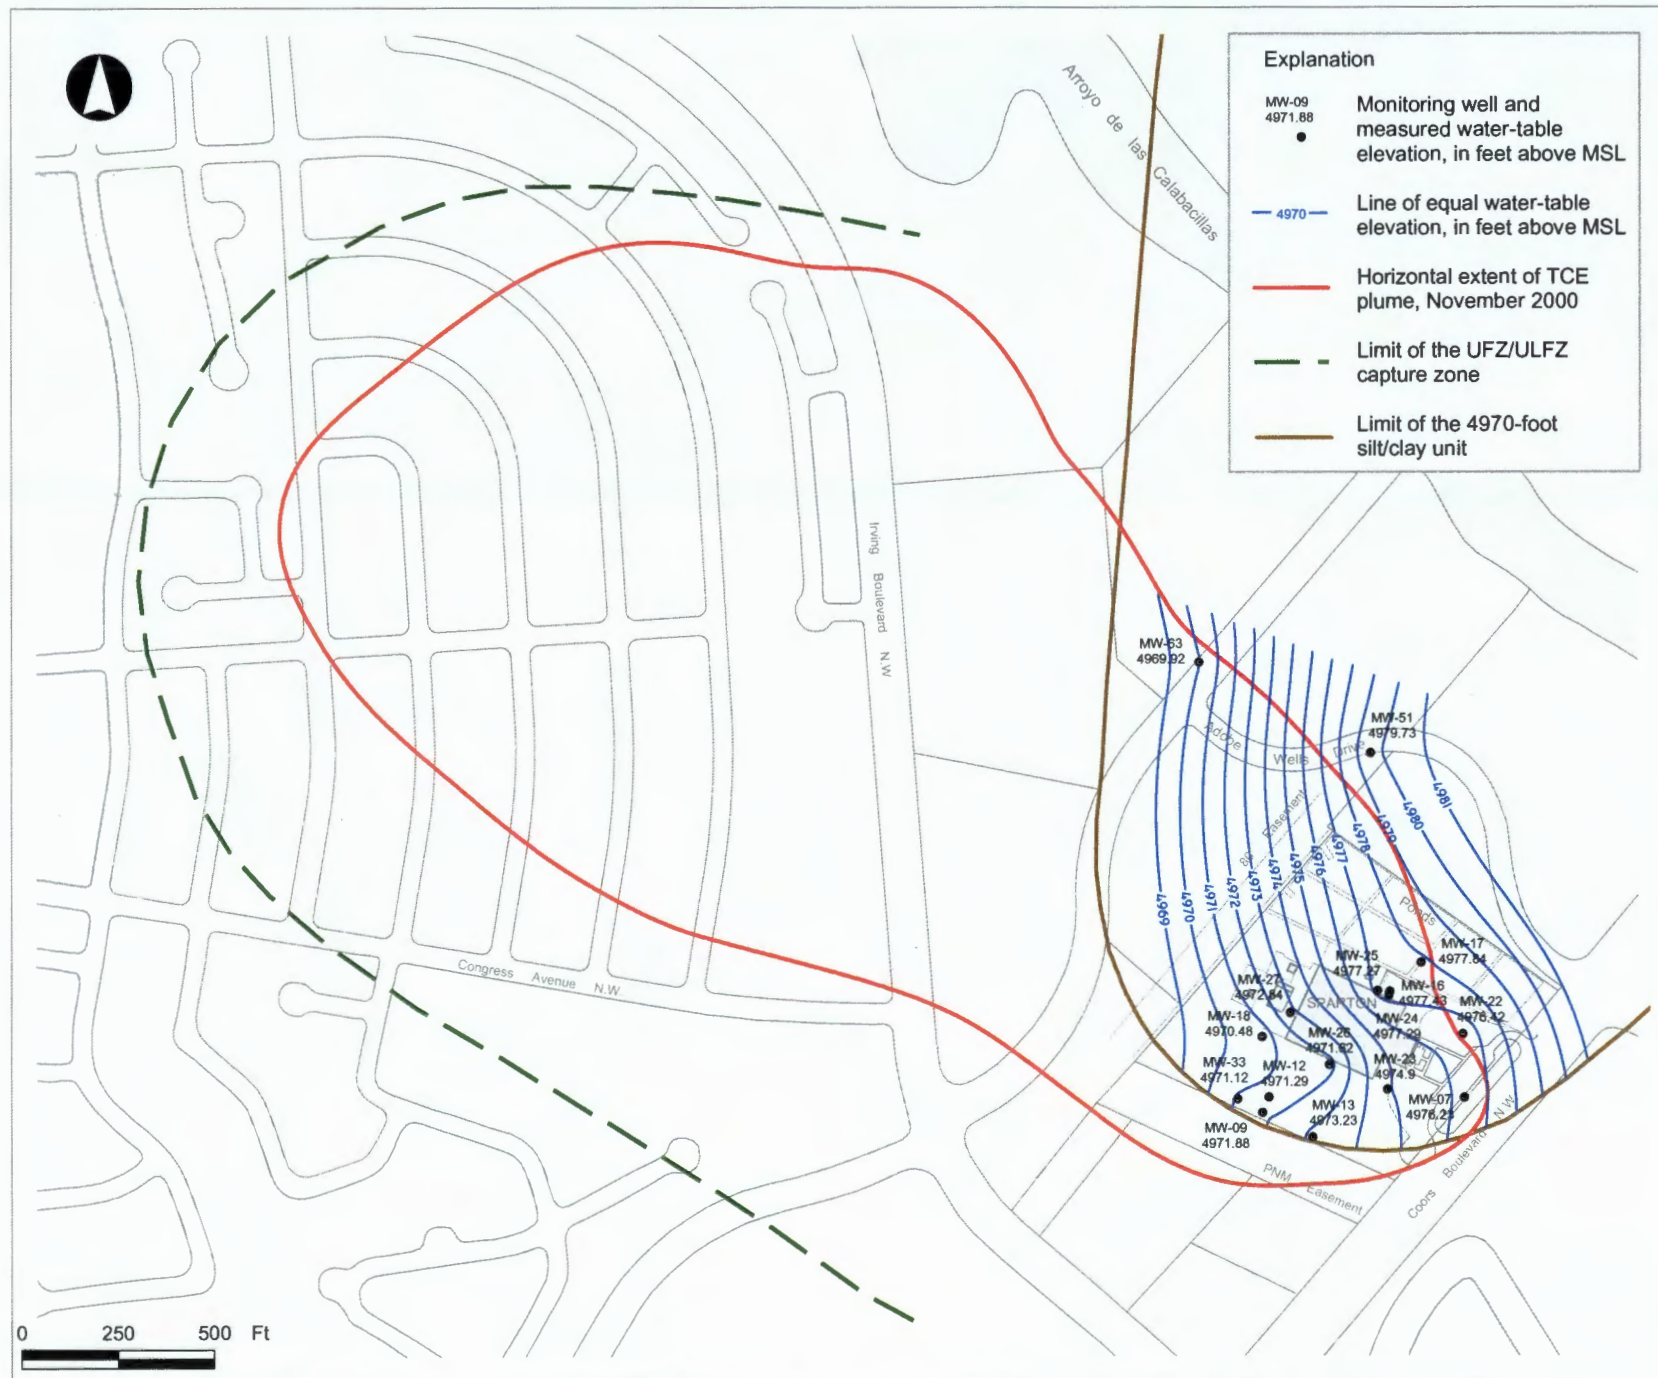 Explanation
MW-09
4971.88
Monitoring well and
measured water-table
elevation, in feet above MSL
4970
Line of equal water-table
elevation, in feet above MSL
Horizontal extent of TCE
plume, November 2000
Limit of the UFZ/ULFZ
capture zone
Limit of the 4970-foot
silt/clay unit
Arroyo de las Calabacillas
Irving Boulevard N.W
MW-63
4969.92
MW-51
4979.73
Adobe Wells Drive
Easement
4969
4970
4971
4972
4973
4974
4975
4976
4977
4978
4979
4980
4981
Ponds
MW-17
4977.84
MW-25
4977.27
MW-16
4977.43
MW-27
4972.84
SPARTON
MW-22
4976.42
MW-18
4970.48
MW-24
4977.29
MW-26
4971.62
MW-33
4971.12
MW-12
4971.29
MW-23
4974.9
MW-07
4976.23
MW-13
4973.23
MW-09
4971.88
PNM Easement
Coors Boulevard N.W
Congress Avenue N.W.
0 250 500 Ft